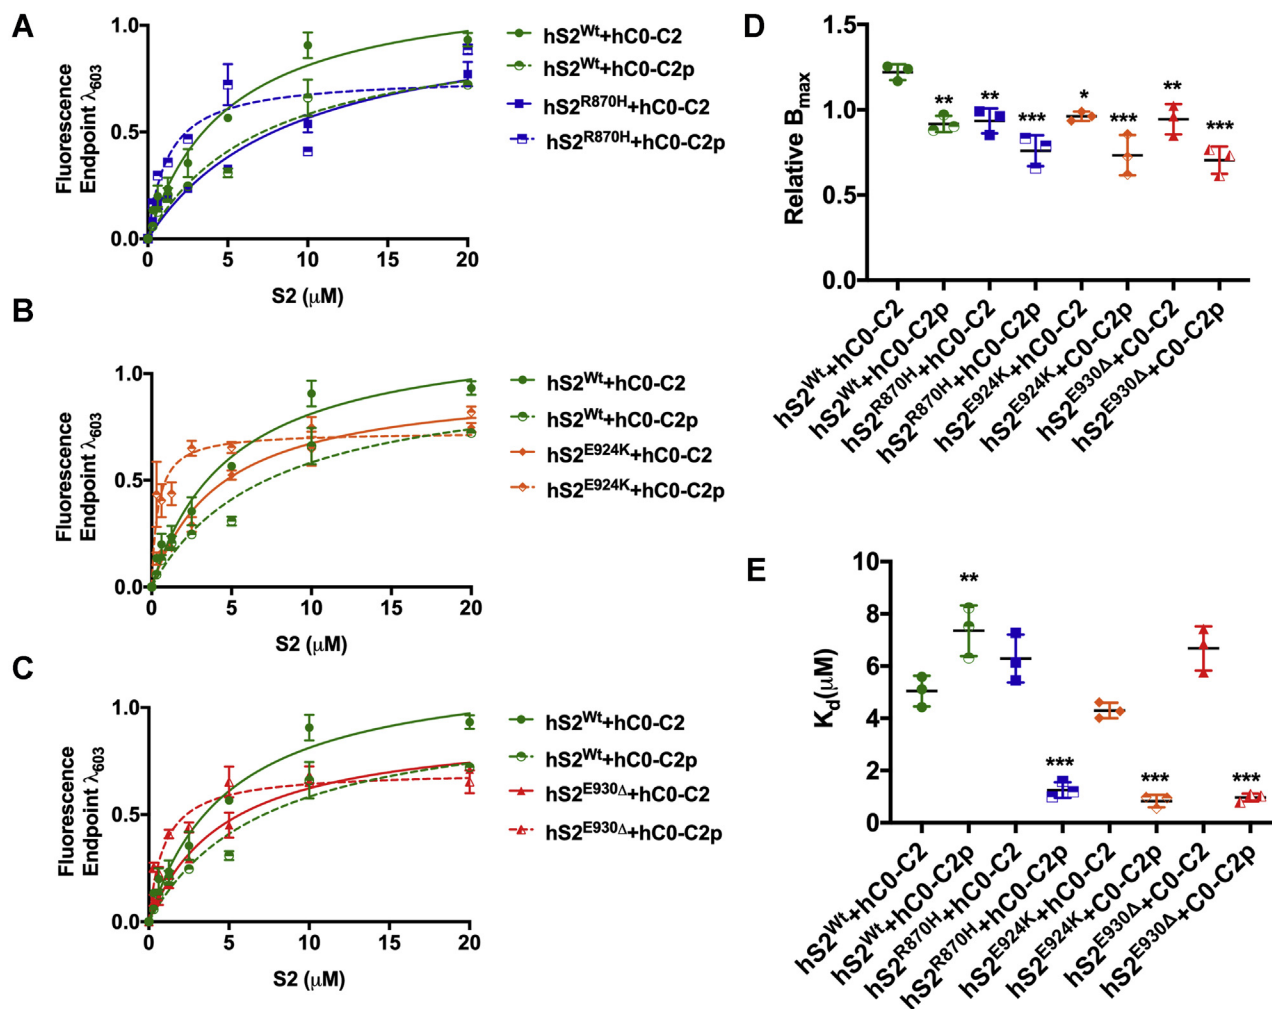 A
1.0
0.5
0.0
Fluorescence
Endpoint λ603
0
5
10
15
20
S2 (μM)
hS2Wt+hC0-C2
hS2Wt+hC0-C2p
hS2R870H+hC0-C2
hS2R870H+hC0-C2p
B
1.0
0.5
0.0
Fluorescence
Endpoint λ603
0
5
10
15
20
S2 (μM)
hS2Wt+hC0-C2
hS2Wt+hC0-C2p
hS2E924K+hC0-C2
hS2E924K+hC0-C2p
C
1.0
0.5
0.0
Fluorescence
Endpoint λ603
0
5
10
15
20
S2 (μM)
hS2Wt+hC0-C2
hS2Wt+hC0-C2p
hS2E930Δ+hC0-C2
hS2E930Δ+hC0-C2p
D
1.5
1.0
0.5
0.0
Relative Bmax
**
**
***
*
***
**
***
hS2Wt+hC0-C2
hS2Wt+hC0-C2p
hS2R870H+hC0-C2
hS2R870H+hC0-C2p
hS2E924K+hC0-C2
hS2E924K+C0-C2p
hS2E930Δ+C0-C2
hS2E930Δ+C0-C2p
E
10
8
6
4
2
0
Kd(μM)
**
***
***
***
hS2Wt+hC0-C2
hS2Wt+hC0-C2p
hS2R870H+hC0-C2
hS2R870H+hC0-C2p
hS2E924K+hC0-C2
hS2E924K+C0-C2p
hS2E930Δ+C0-C2
hS2E930Δ+C0-C2p